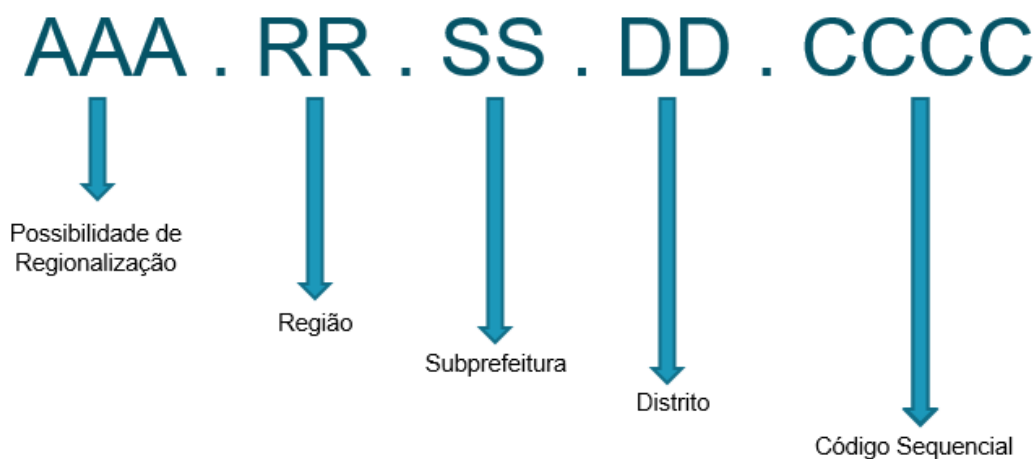 AAA . RR . SS . DD . CCCC
Possibilidade de
Regionalização
Região
Subprefeitura
Distrito
Código Sequencial